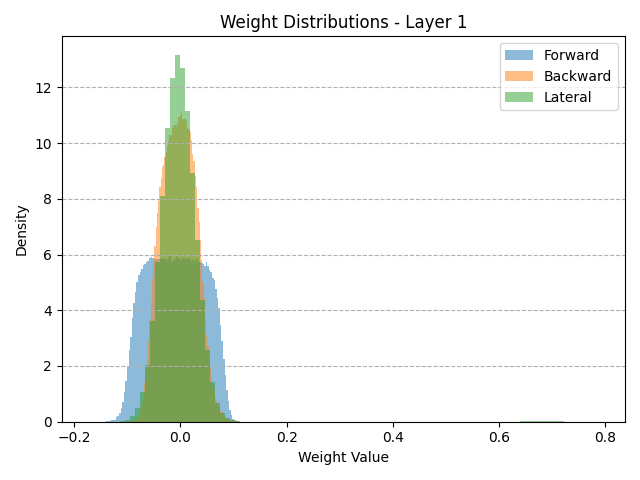 Weight Distributions - Layer 1
Forward
Backward
Lateral
12
10
8
6
4
2
0
Density
−0.2 0.0 0.2 0.4 0.6 0.8
Weight Value